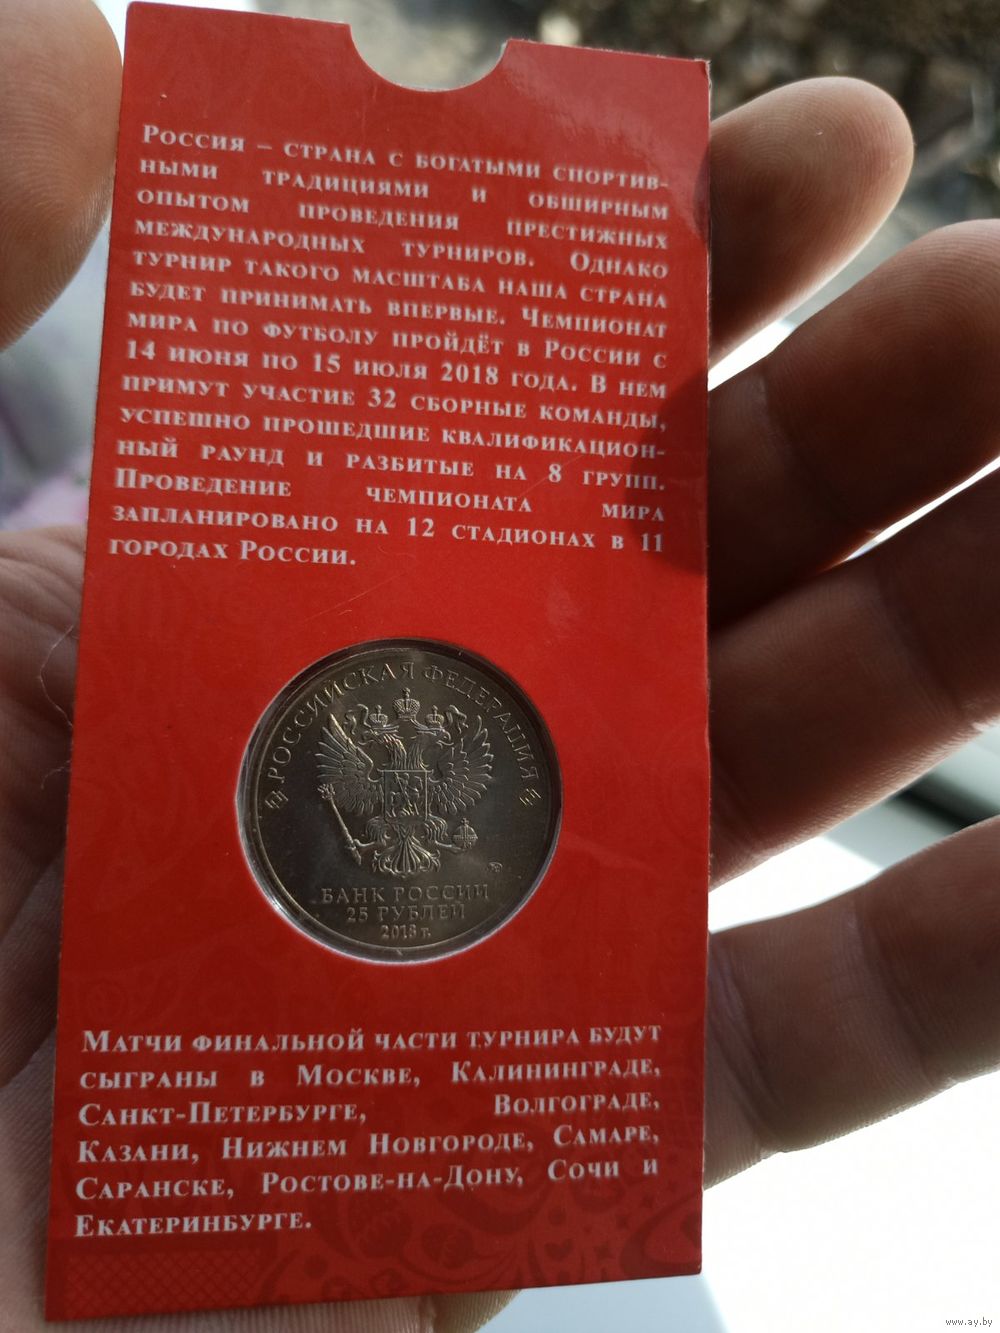 Россия – страна с богатыми спортив-
ными традициями и обширным
опытом проведения престижных
международных турниров. Однако
турнир такого масштаба наша страна
будет принимать впервые. Чемпионат
мира по футболу пройдёт в России с
14 июня по 15 июля 2018 года. В нем
примут участие 32 сборные команды,
успешно прошедшие квалификацион-
ный раунд и разбитые на 8 групп.
Проведение чемпионата мира
запланировано на 12 стадионах в 11
городах России.
РОССИЙСКАЯ ФЕДЕРАЦИЯ
БАНК РОССИИ
25 РУБЛЕЙ
2018 г.
Матчи финальной части турнира будут
сыграны в Москве, Калининграде,
Санкт-Петербурге, Волгограде,
Казани, Нижнем Новгороде, Самаре,
Саранске, Ростове-на-Дону, Сочи и
Екатеринбурге.
www.ay.by